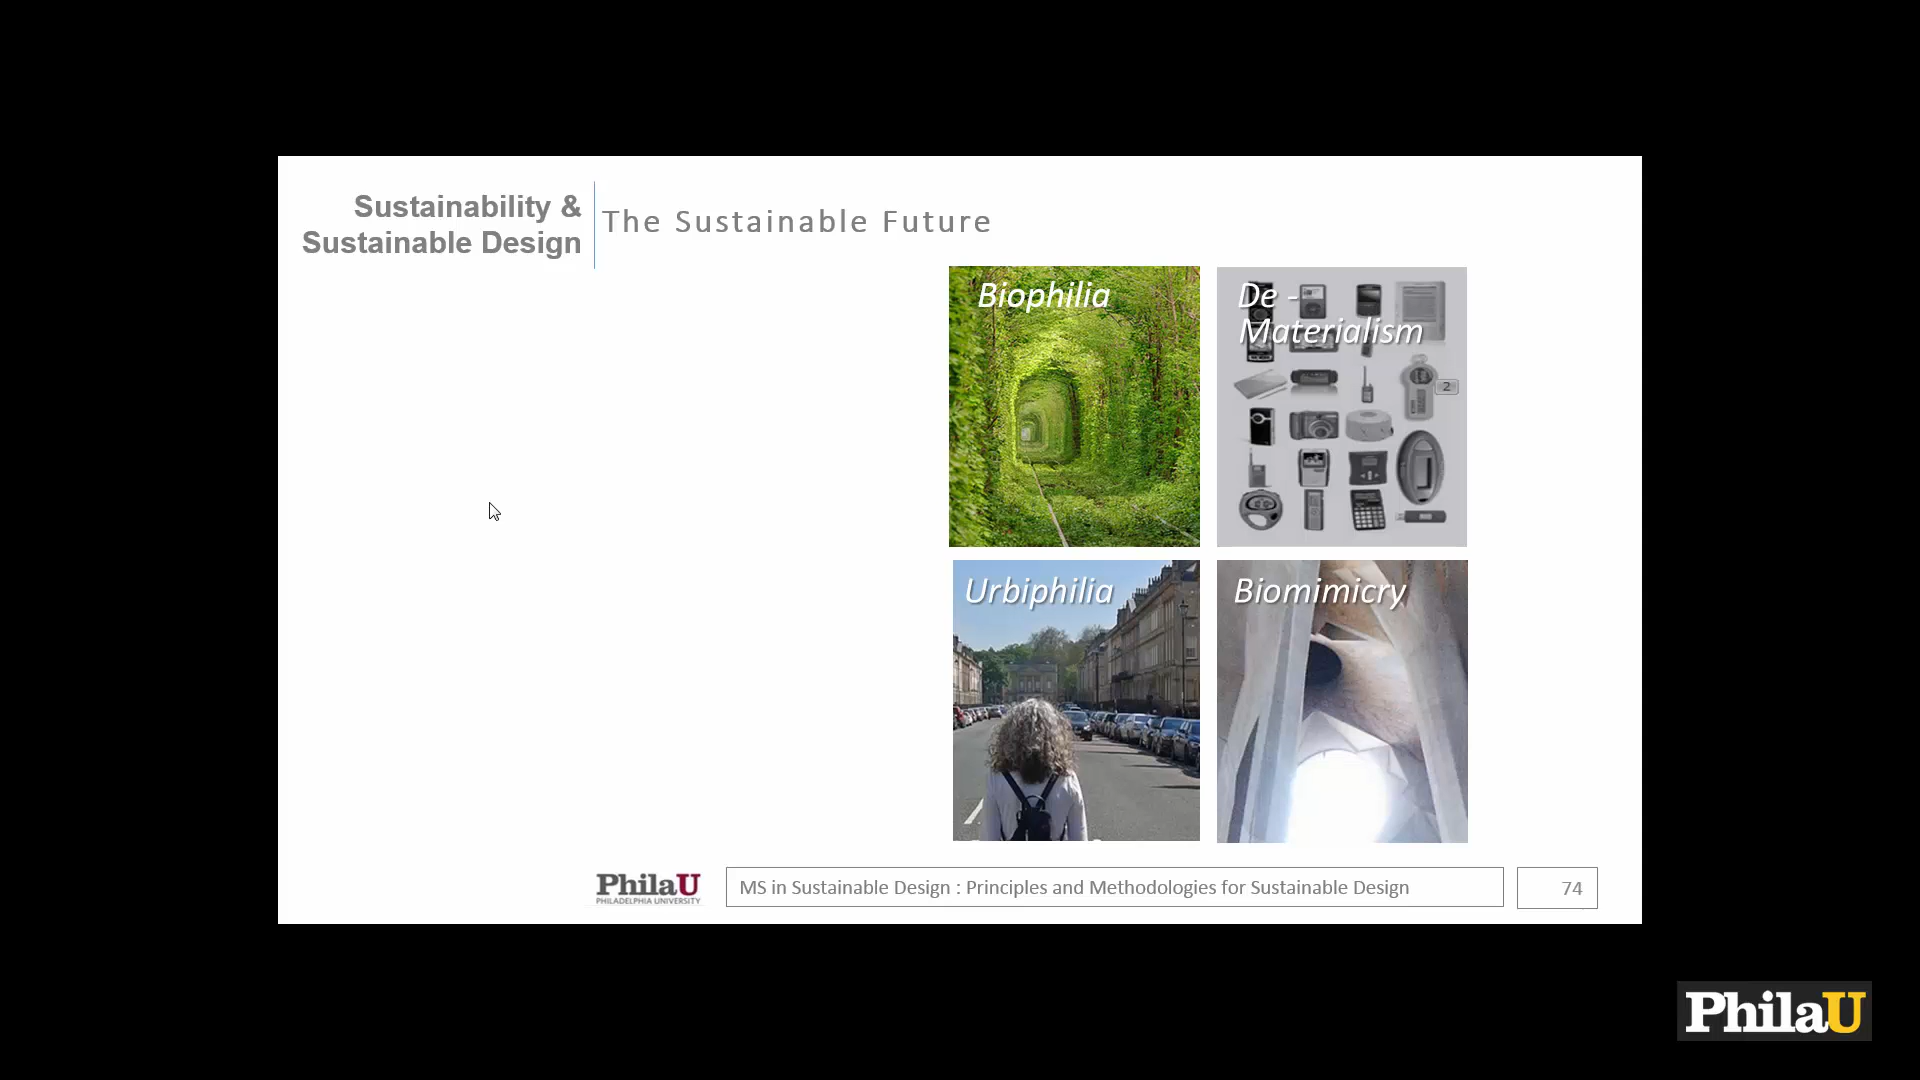 Sustainability &
Sustainable Design
The Sustainable Future
Biophilia
De -
Materialism
2
Urbiphilia
Biomimicry
PhilaU
PHILADELPHIA UNIVERSITY
MS in Sustainable Design : Principles and Methodologies for Sustainable Design
74
PhilaU